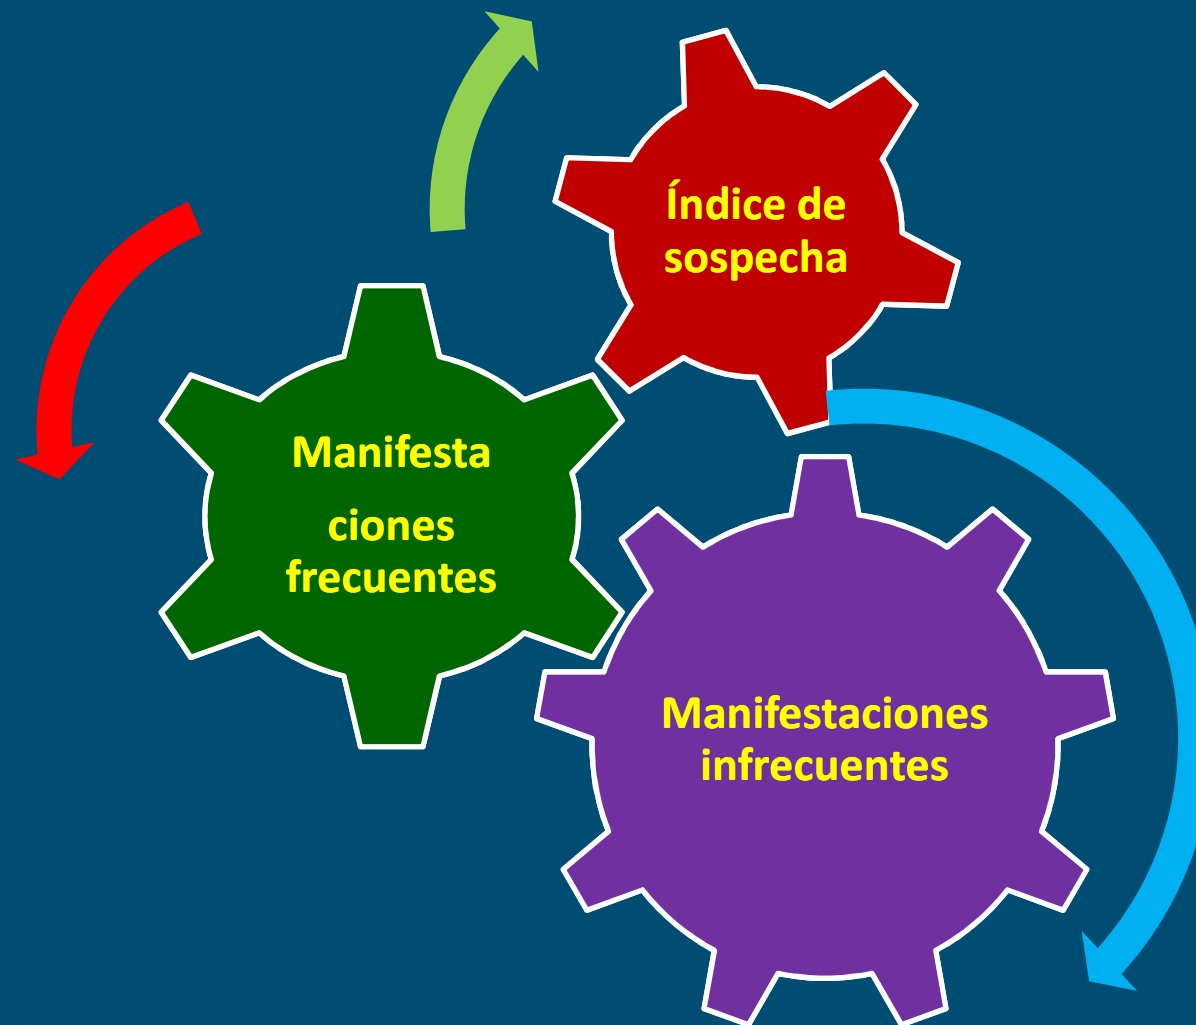 Índice de
sospecha
Manifesta
ciones
frecuentes
Manifestaciones
infrecuentes